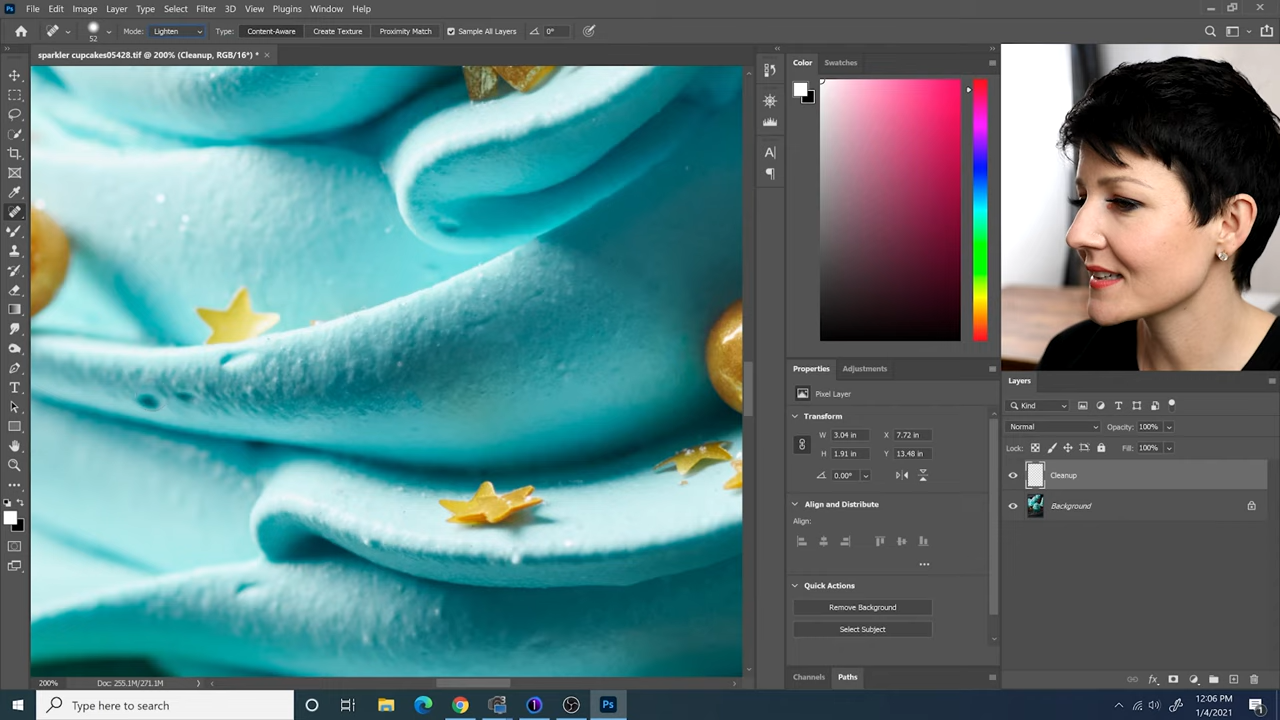 Ps File Edit Image Layer Type Select Filter 3D View Plugins Window Help
52 Mode: Lighten Type: Content-Aware Create Texture Proximity Match Sample All Layers 0°
sparkler cupcakes05428.tif @ 200% (Cleanup, RGB/16*) *
Color Swatches
Properties Adjustments
Pixel Layer
Transform
W 3.04 in X 7.72 in
H 1.91 in Y 13.48 in
0.00°
Align and Distribute
Align:
Quick Actions
Remove Background
Select Subject
Channels Paths
Layers
Kind
Normal Opacity: 100%
Lock: Fill: 100%
Cleanup
Background
200% Doc: 255.1M/271.1M
Type here to search
Ps
12:06 PM
1/4/2021
1